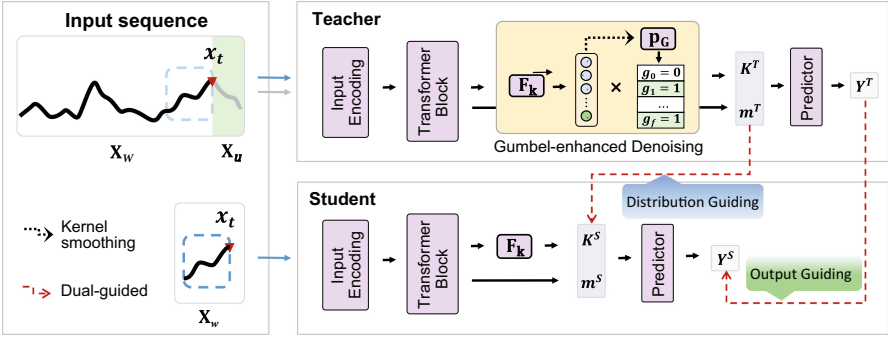 Input sequence
x_t
X_W
X_u
Kernel
smoothing
Dual-guided
x_t
X_w
Teacher
Input
Encoding
Transformer
Block
F_k
×
p_G
g_0 = 0
g_1 = 1
...
g_f = 1
Gumbel-enhanced Denoising
K^T
m^T
Predictor
Y^T
Distribution Guiding
Student
Input
Encoding
Transformer
Block
F_k
K^S
m^S
Predictor
Y^S
Output Guiding